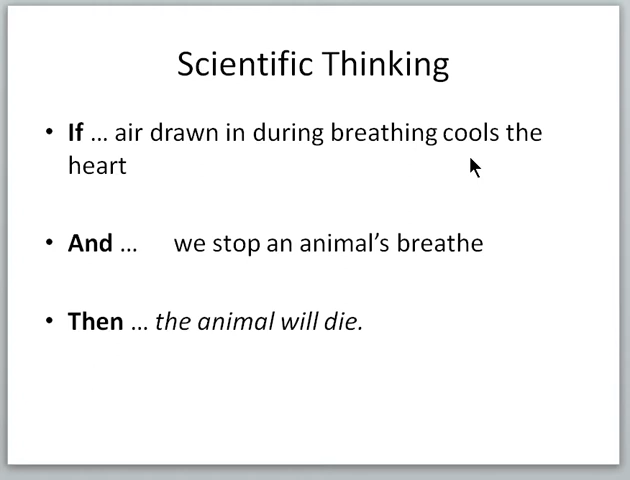 Scientific Thinking
• If ... air drawn in during breathing cools the
heart
• And ... we stop an animal's breathe
• Then ... the animal will die.